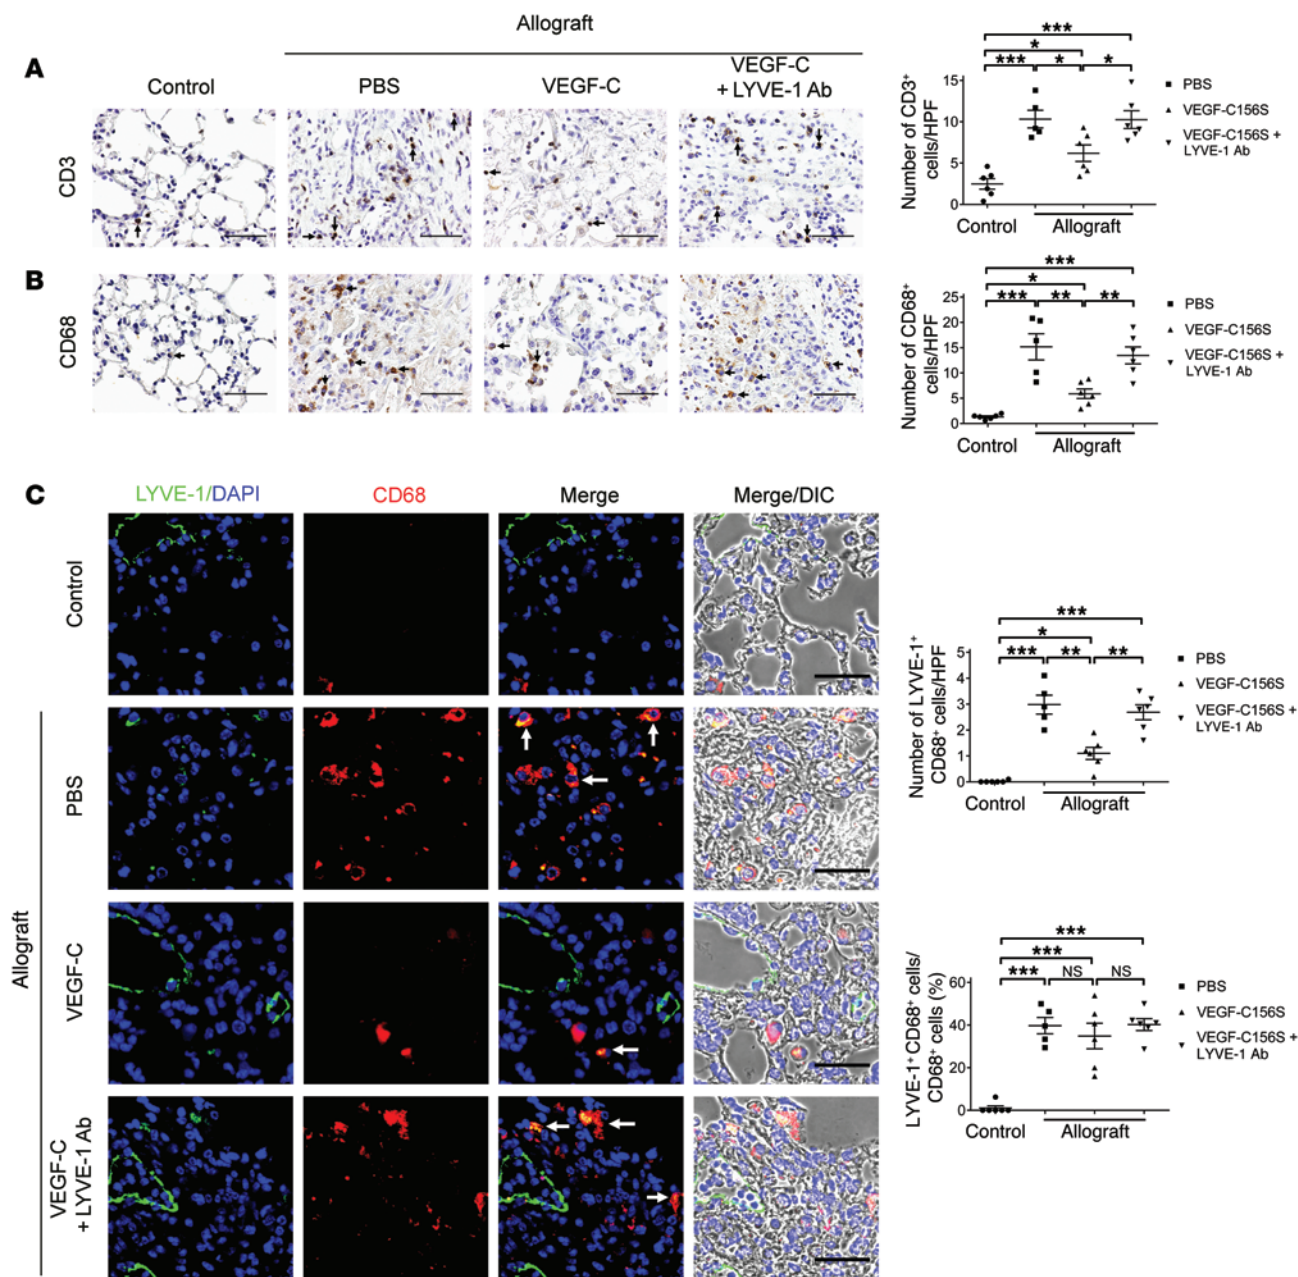 Allograft
A
Control
PBS
VEGF-C
VEGF-C
+ LYVE-1 Ab
CD3
***
*
*** * *
Number of CD3+
cells/HPF
15
10
5
0
Control
Allograft
PBS
VEGF-C156S
VEGF-C156S +
LYVE-1 Ab
B
CD68
***
*
*** ** **
Number of CD68+
cells/HPF
25
20
15
10
5
0
Control
Allograft
PBS
VEGF-C156S
VEGF-C156S +
LYVE-1 Ab
C
LYVE-1/DAPI
CD68
Merge
Merge/DIC
Control
Allograft
PBS
VEGF-C
VEGF-C
+ LYVE-1 Ab
***
*
*** ** **
Number of LYVE-1+
CD68+ cells/HPF
5
4
3
2
1
0
Control
Allograft
PBS
VEGF-C156S
VEGF-C156S +
LYVE-1 Ab
***
***
*** NS NS
LYVE-1+ CD68+ cells/
CD68+ cells (%)
60
40
20
0
Control
Allograft
PBS
VEGF-C156S
VEGF-C156S +
LYVE-1 Ab